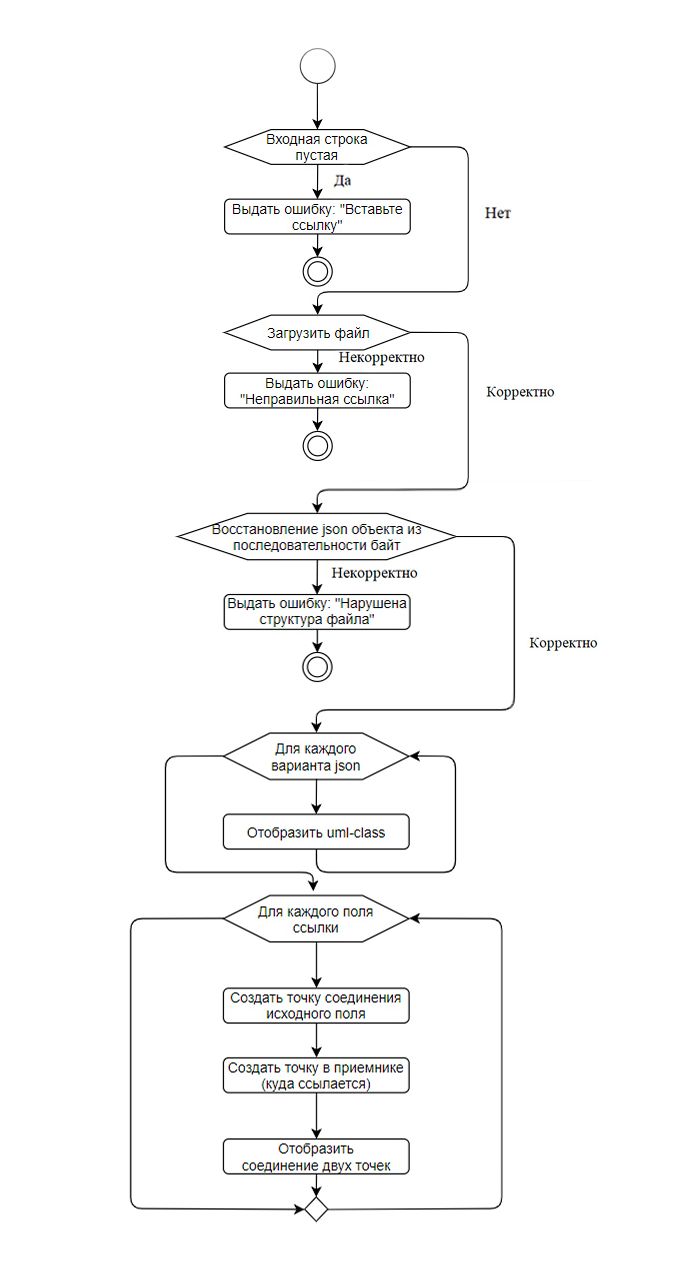 Входная строка
пустая
Да
Выдать ошибку: "Вставьте
ссылку"
Нет
Загрузить файл
Некорректно
Выдать ошибку:
"Неправильная ссылка"
Корректно
Восстановление json объекта из
последовательности байт
Некорректно
Выдать ошибку: "Нарушена
структура файла"
Корректно
Для каждого
варианта json
Отобразить uml-class
Для каждого поля
ссылки
Создать точку соединения
исходного поля
Создать точку в приемнике
(куда ссылается)
Отобразить
соединение двух точек